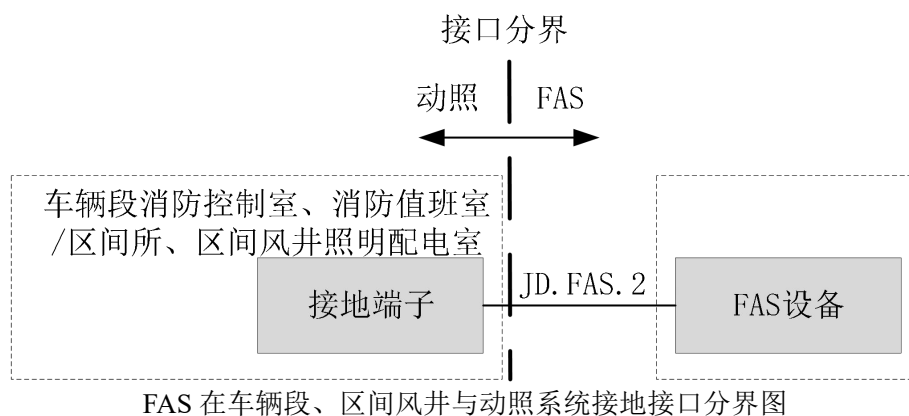 接口分界
动照 FAS
车辆段消防控制室、消防值班室
/区间所、区间风井照明配电室
接地端子 JD.FAS.2 FAS设备
FAS 在车辆段、区间风井与动照系统接地接口分界图